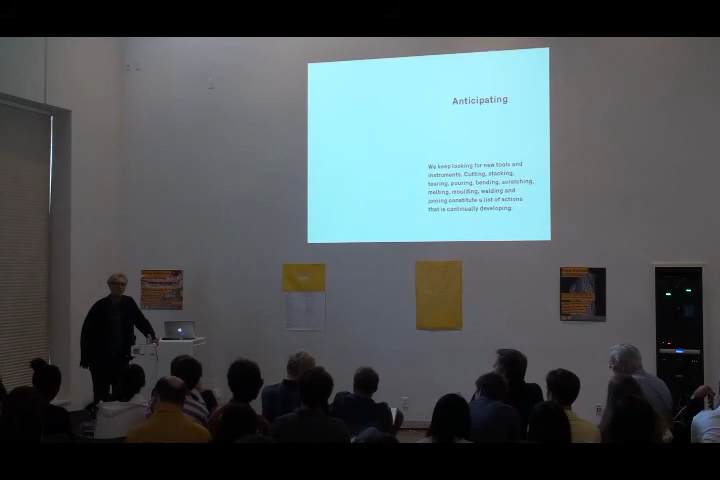 Anticipating
We keep looking for new tools and
instruments. Cutting, stacking,
tearing, pouring, bending, scratching,
melting, moulding, welding and
joining constitute a list of actions
that is continually developing.